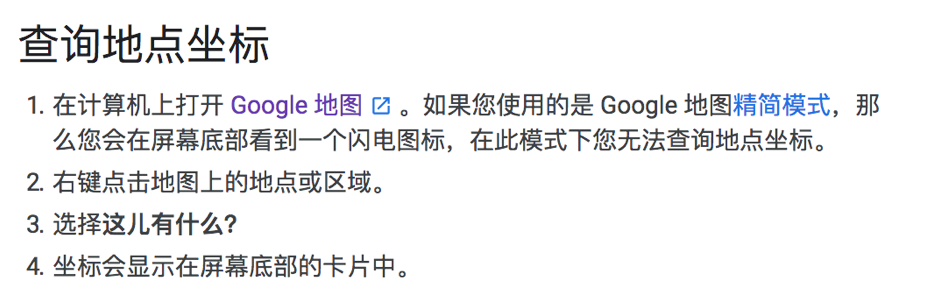 查询地点坐标
1. 在计算机上打开 Google 地图 。如果您使用的是 Google 地图精简模式，那
么您会在屏幕底部看到一个闪电图标，在此模式下您无法查询地点坐标。
2. 右键点击地图上的地点或区域。
3. 选择这儿有什么?
4. 坐标会显示在屏幕底部的卡片中。